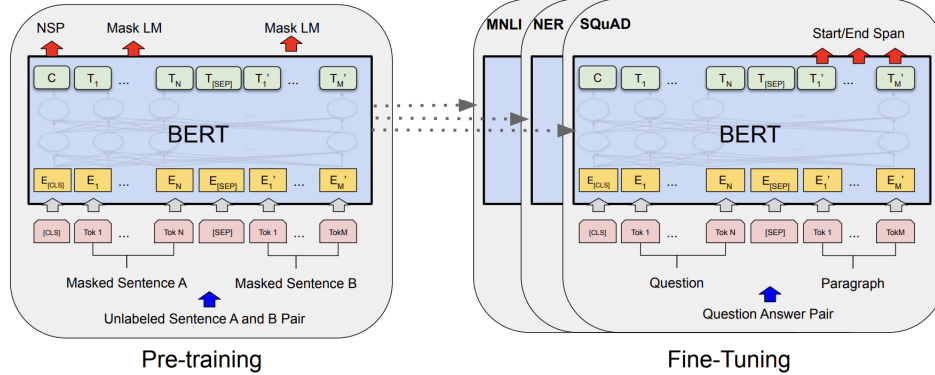 NSP Mask LM Mask LM
C T1 ... TN T[SEP] T1' ... TM'
BERT
E[CLS] E1 ... EN E[SEP] E1' ... EM'
[CLS] Tok 1 ... Tok N [SEP] Tok 1 ... TokM
Masked Sentence A Masked Sentence B
Unlabeled Sentence A and B Pair
Pre-training
MNLI NER SQuAD
Start/End Span
C T1 ... TN T[SEP] T1' ... TM'
BERT
E[CLS] E1 ... EN E[SEP] E1' ... EM'
[CLS] Tok 1 ... Tok N [SEP] Tok 1 ... TokM
Question Paragraph
Question Answer Pair
Fine-Tuning